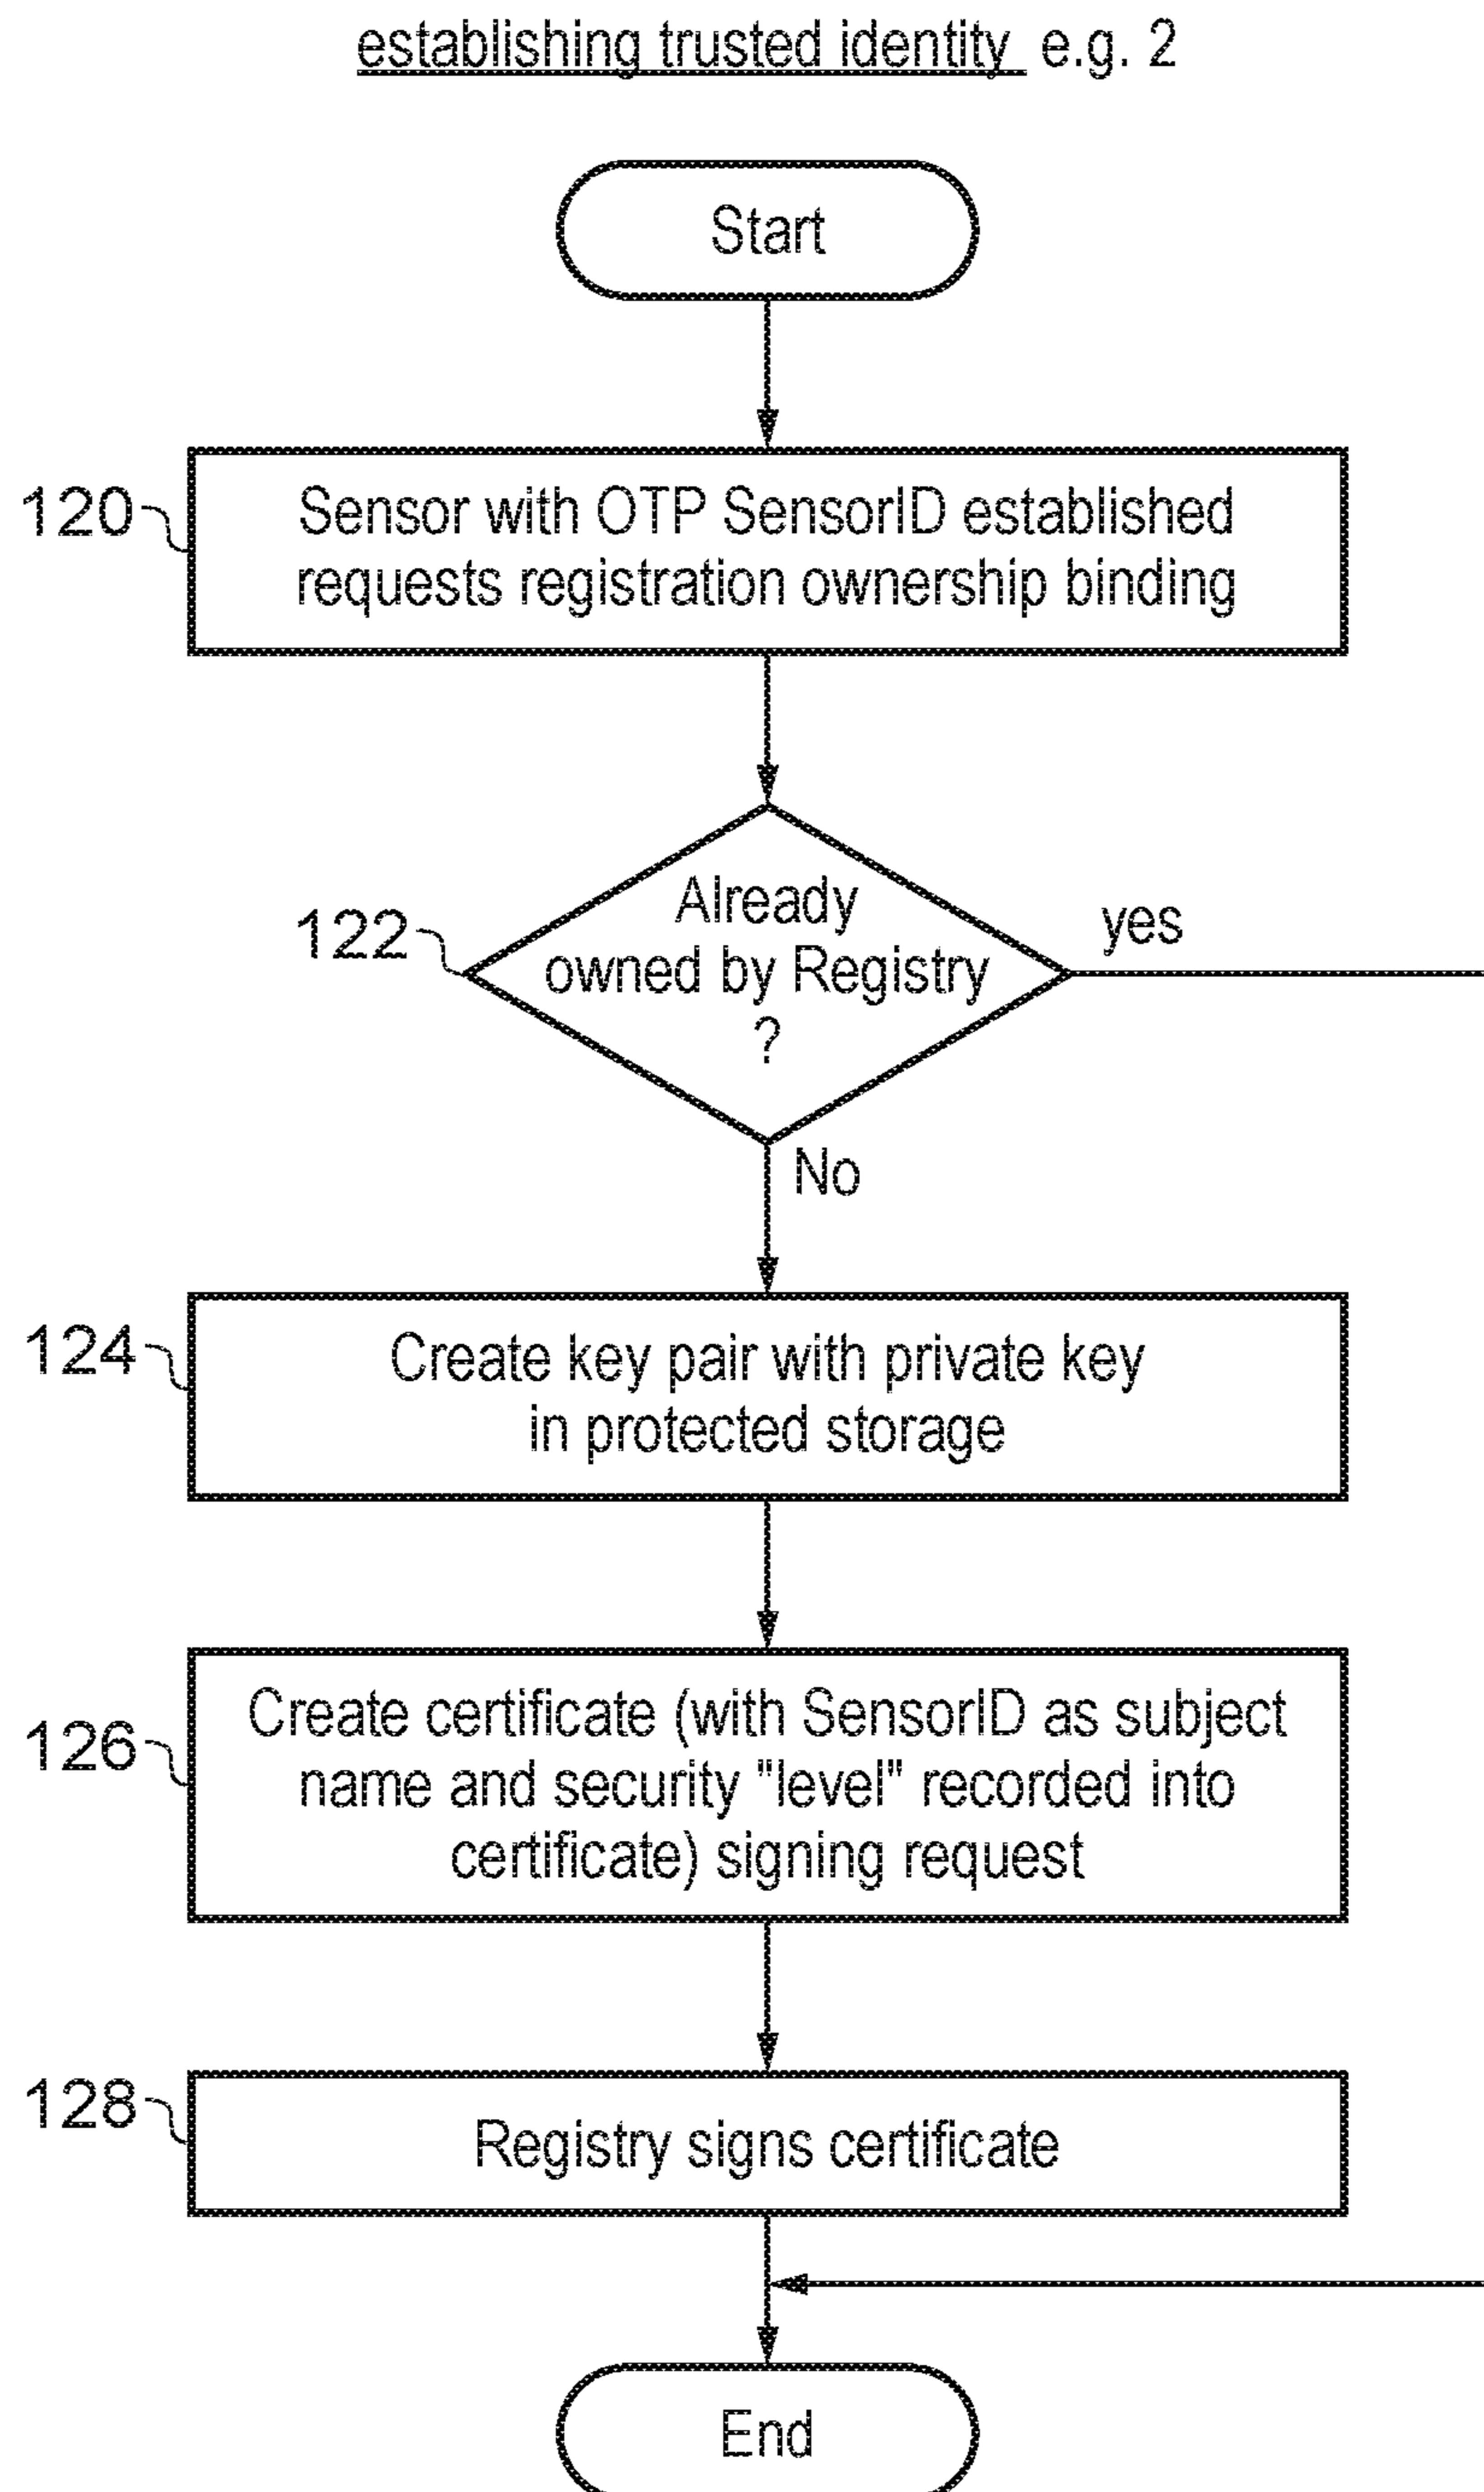 establishing trusted identity e.g. 2
Start
120
Sensor with OTP SensorID established
requests registration ownership binding
122
Already
owned by Registry
?
yes
No
124
Create key pair with private key
in protected storage
126
Create certificate (with SensorID as subject
name and security "level" recorded into
certificate) signing request
128
Registry signs certificate
End